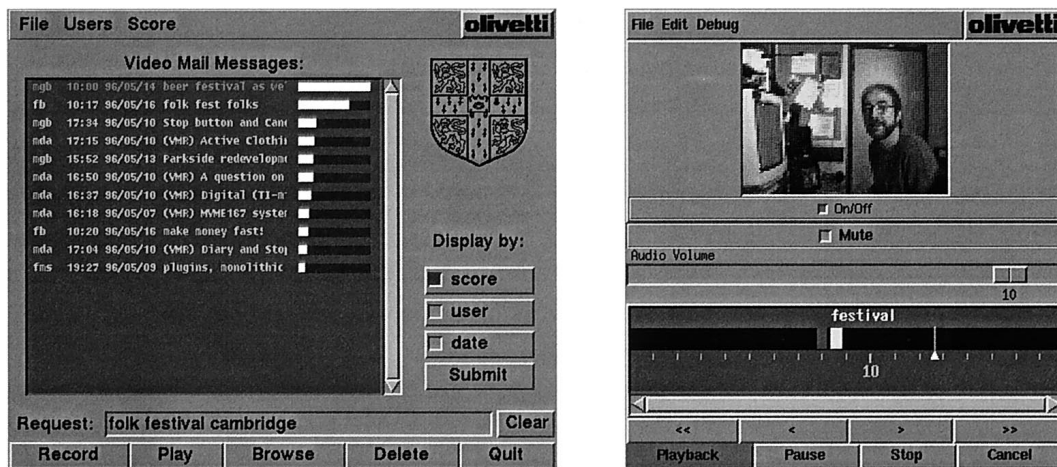 File Users Score olivetti
Video Mail Messages:
mgb 10:00 96/05/14 beer festival as we
fb 10:17 96/05/16 folk fest folks
mgb 17:34 96/05/10 Stop button and Canc
mda 17:15 96/05/10 (VMR) Active Clothin
mgb 15:52 96/05/13 Parkside redevelopme
mda 16:50 96/05/10 (VMR) A question on
mda 16:37 96/05/10 (VMR) Digital (TI-m
mda 16:18 96/05/07 (VMR) MVME167 system
fb 10:20 96/05/16 make money fast!
mda 17:04 96/05/10 (VMR) Diary and Stop
fms 19:27 96/05/09 plugins, monolithic
Display by:
score
user
date
Submit
Request: folk festival cambridge Clear
Record Play Browse Delete Quit
File Edit Debug olivetti
On/Off
Mute
Audio Volume
10
festival
10
<< < > >>
Playback Pause Stop Cancel